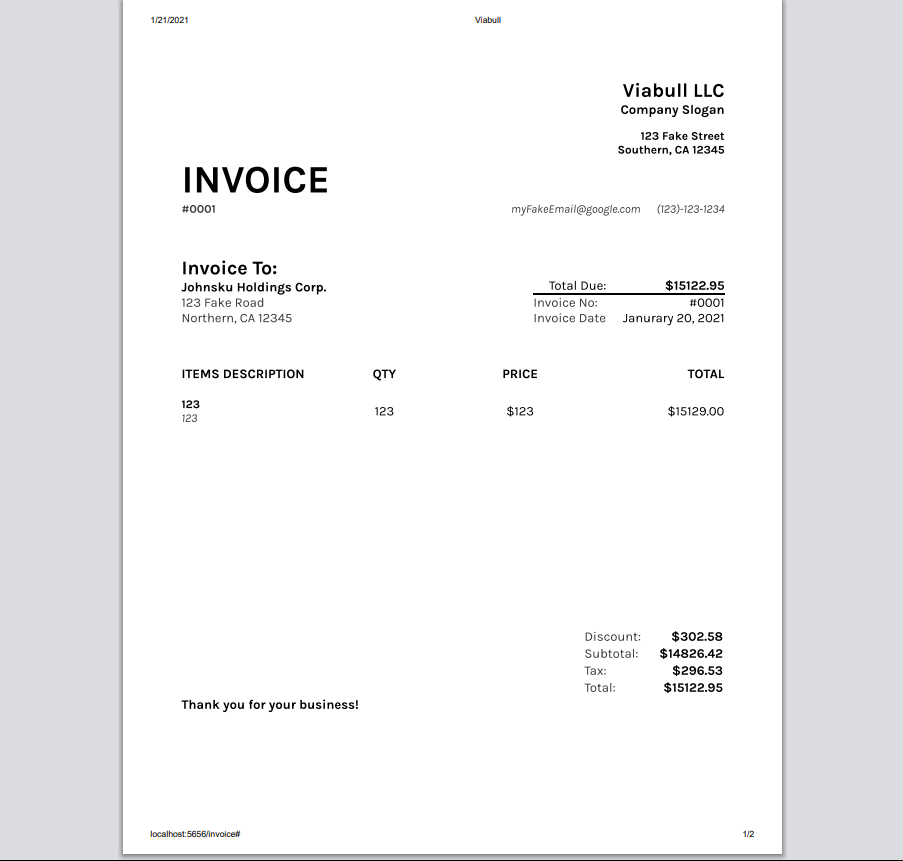 1/21/2021 Viabull
Viabull LLC
Company Slogan
123 Fake Street
Southern, CA 12345
INVOICE
#0001 myFakeEmail@google.com (123)-123-1234
Invoice To:
Johnsku Holdings Corp.
123 Fake Road
Northern, CA 12345
Total Due: $15122.95
Invoice No: #0001
Invoice Date Janurary 20, 2021
ITEMS DESCRIPTION QTY PRICE TOTAL
123
123
123 $123 $15129.00
Discount: $302.58
Subtotal: $14826.42
Tax: $296.53
Total: $15122.95
Thank you for your business!
localhost:5656/invoice# 1/2